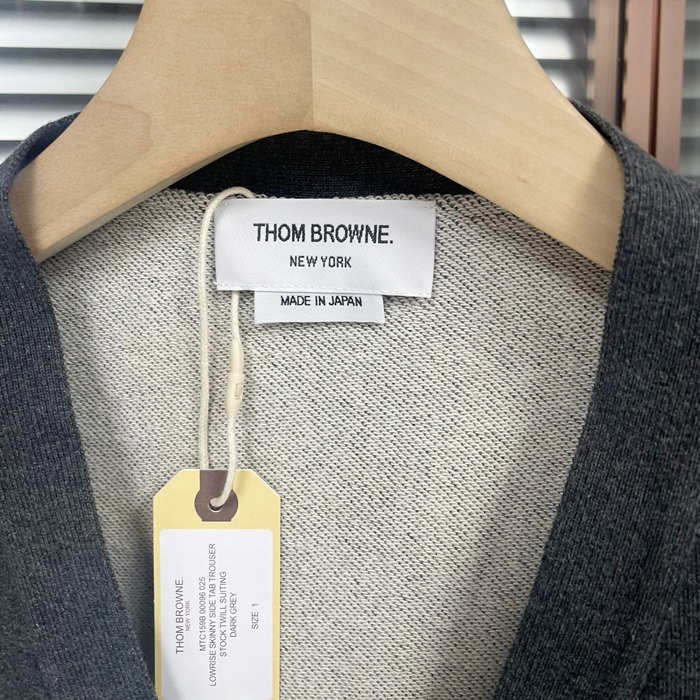 THOM BROWNE.
NEW YORK
MADE IN JAPAN
THOM BROWNE.
NEW YORK
MTC159B 00096 025
LOWRISE SKINNY SIDE TAB TROUSER
STOCK TWILL SUITING
DARK GREY
SIZE 1